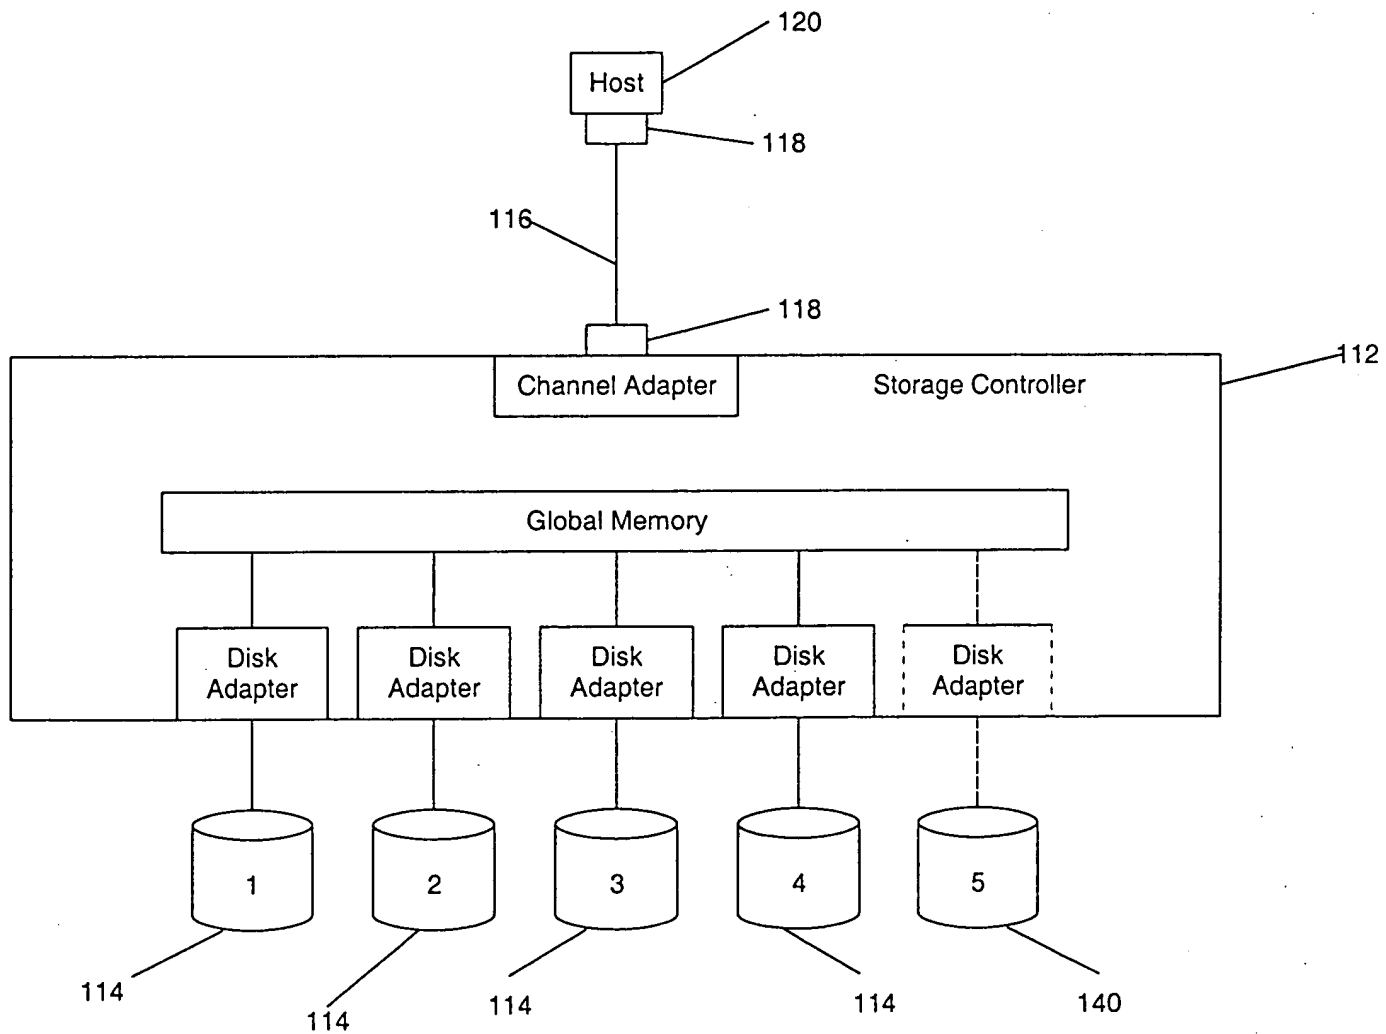 120
Host
118
116
118
112
Channel Adapter
Storage Controller
Global Memory
Disk
Adapter
Disk
Adapter
Disk
Adapter
Disk
Adapter
Disk
Adapter
1
2
3
4
5
114
114
114
114
140